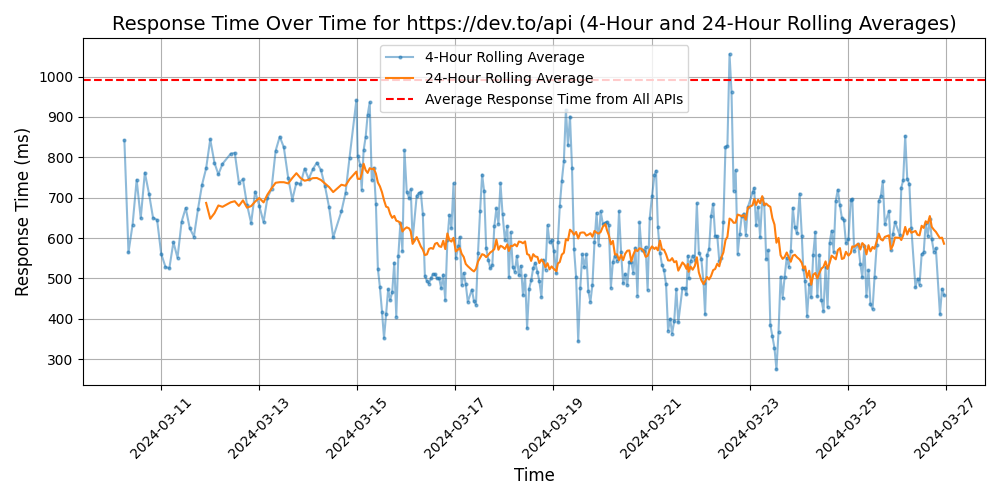 Response Time Over Time for https://dev.to/api (4-Hour and 24-Hour Rolling Averages)
4-Hour Rolling Average
24-Hour Rolling Average
Average Response Time from All APIs
Response Time (ms)
1000
900
800
700
600
500
400
300
2024-03-11
2024-03-13
2024-03-15
2024-03-17
2024-03-19
2024-03-21
2024-03-23
2024-03-25
2024-03-27
Time